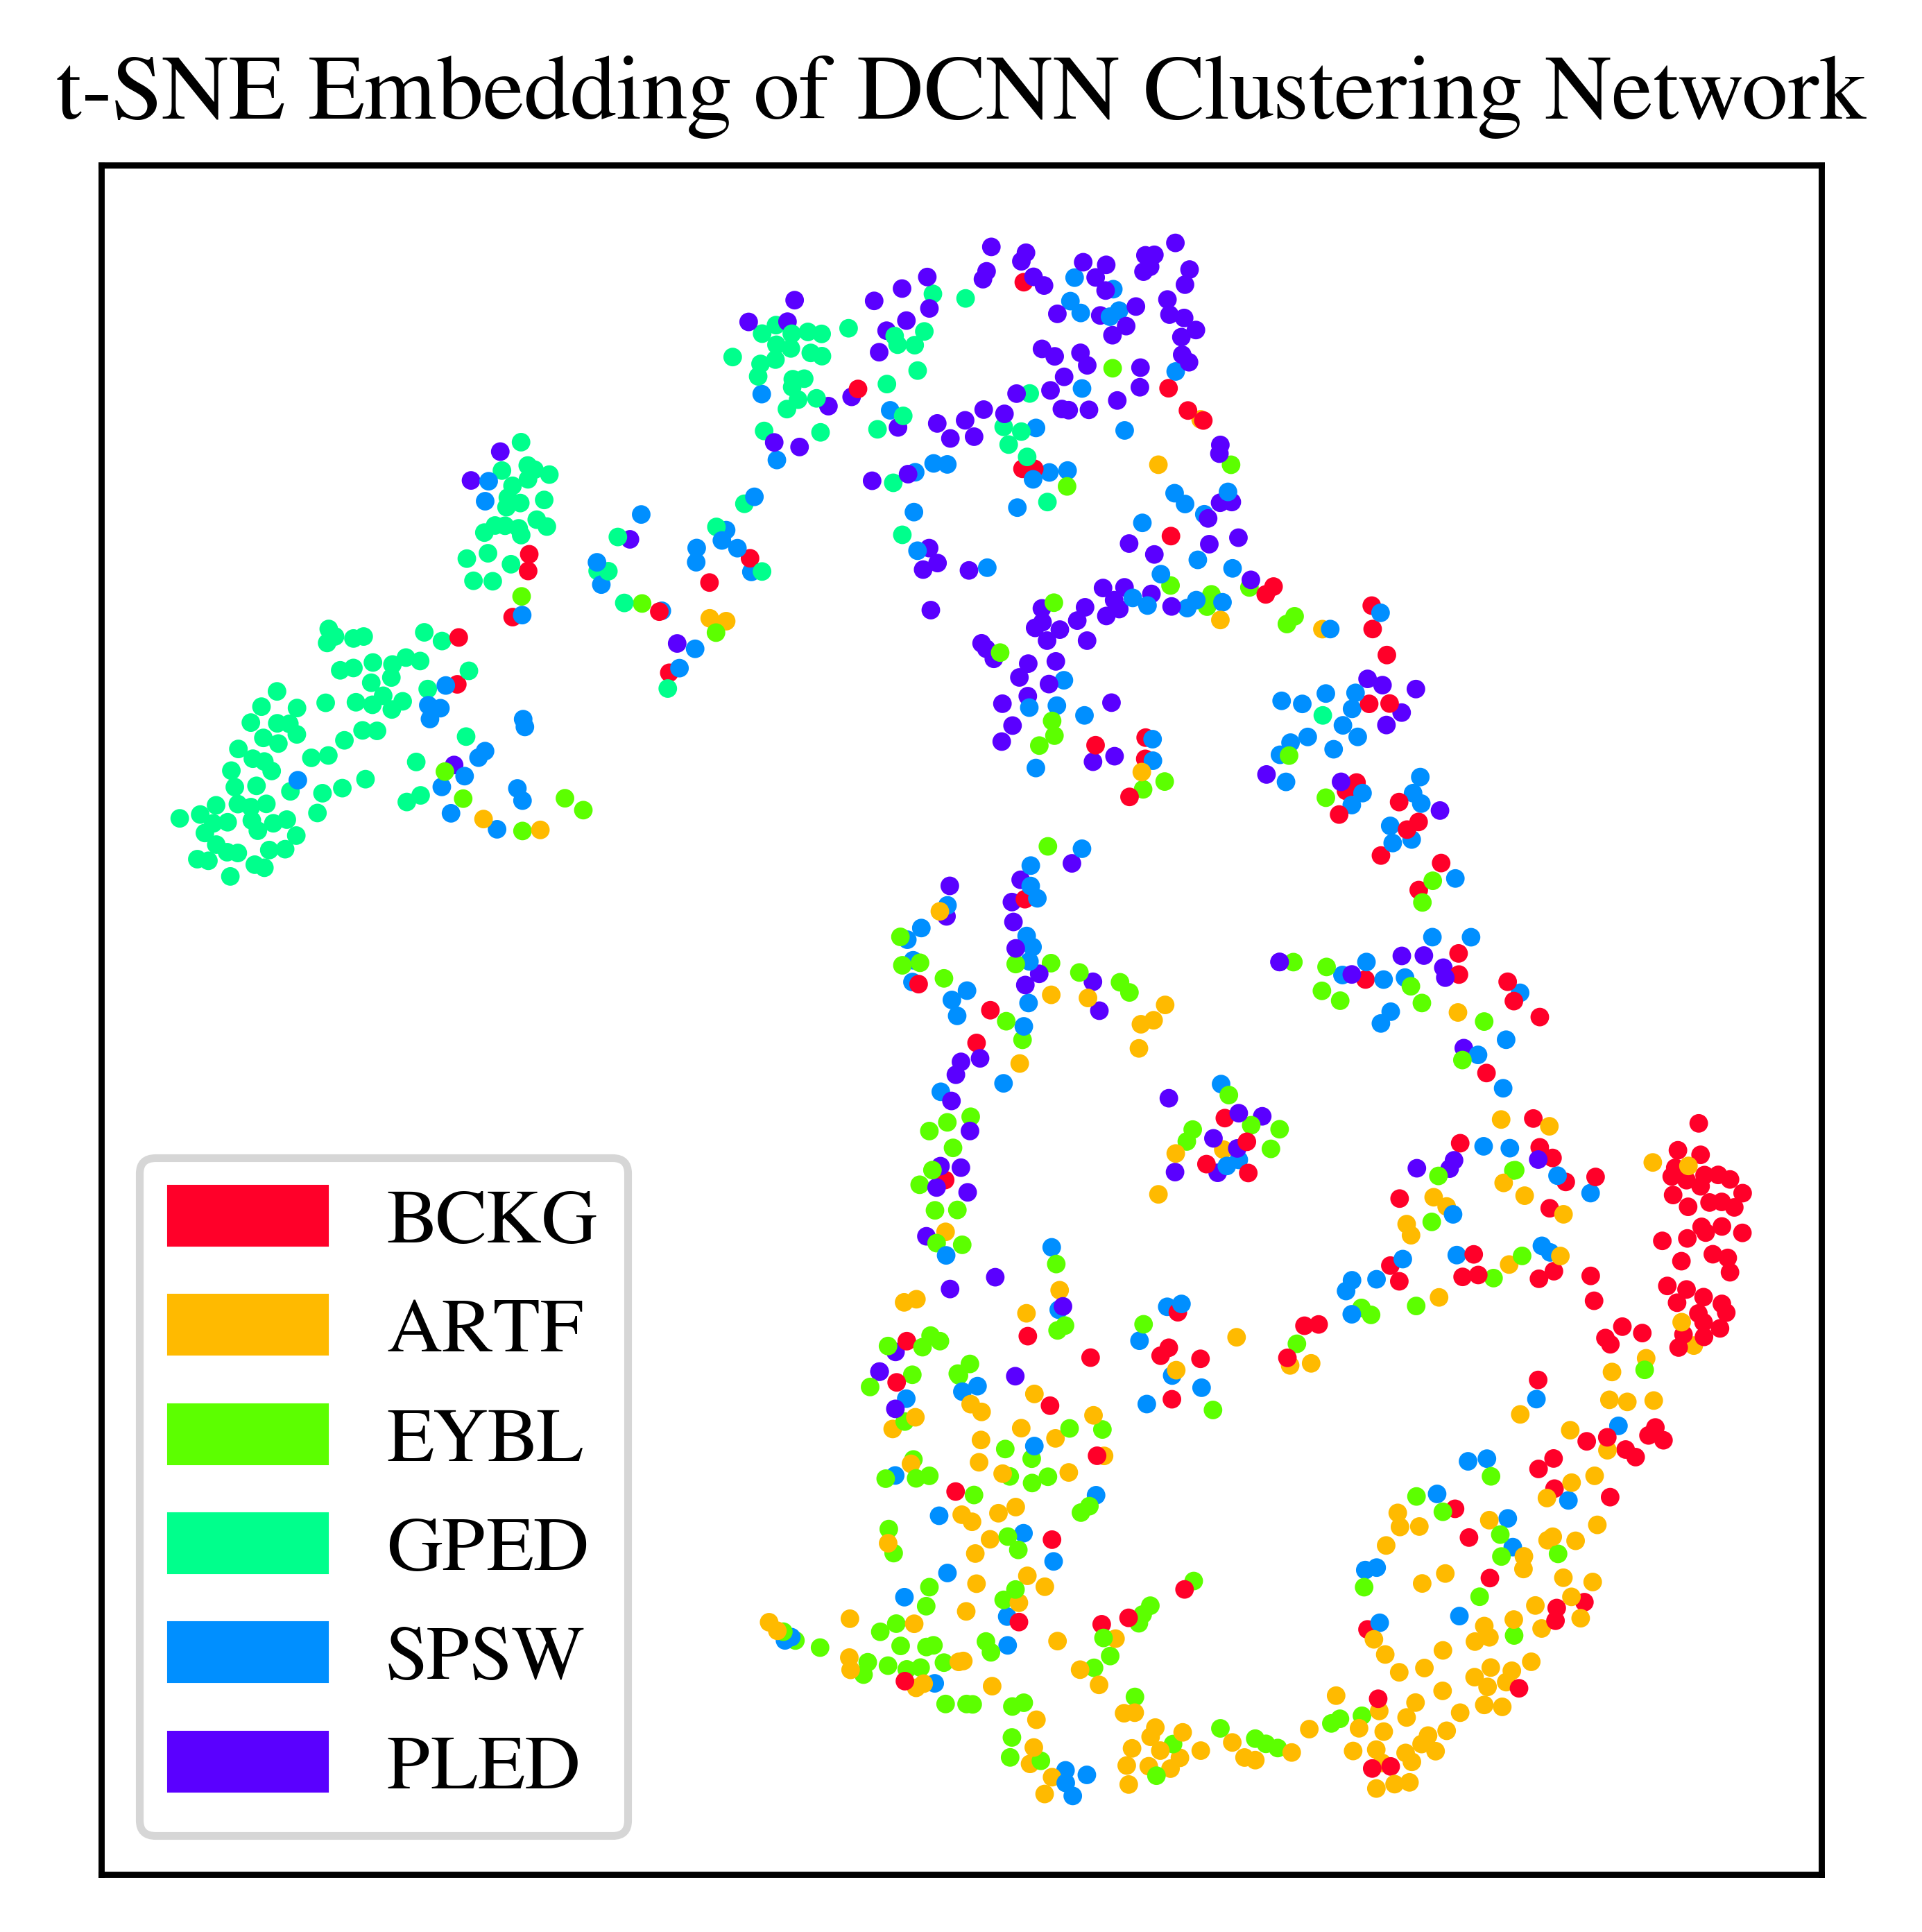 t-SNE Embedding of DCNN Clustering Network
BCKG
ARTF
EYBL
GPED
SPSW
PLED